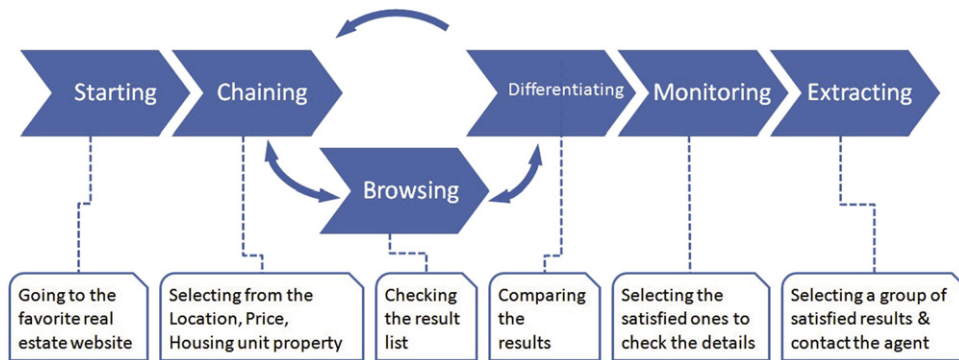 Starting
Chaining
Differentiating
Monitoring
Extracting
Browsing
Going to the
favorite real
estate website
Selecting from the
Location, Price,
Housing unit property
Checking
the result
list
Comparing
the
results
Selecting the
satisfied ones to
check the details
Selecting a group of
satisfied results &
contact the agent